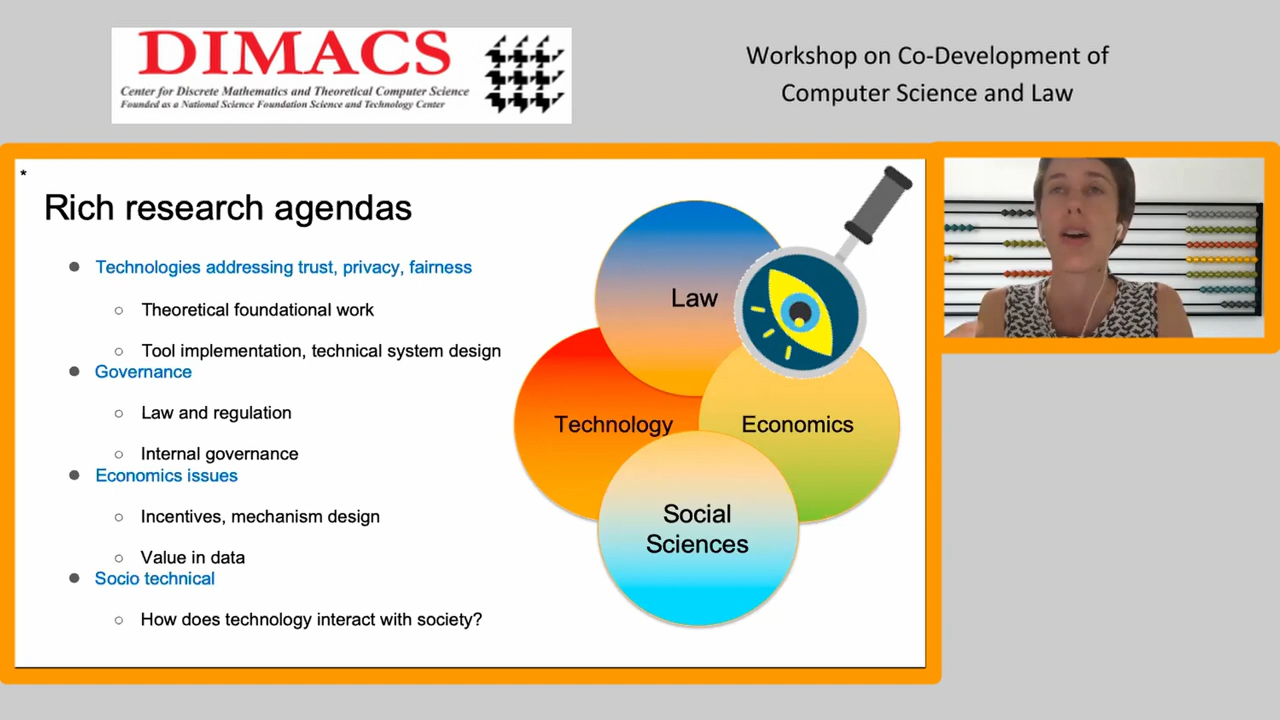 DIMACS
Center for Discrete Mathematics and Theoretical Computer Science
Founded as a National Science Foundation Science and Technology Center
Workshop on Co-Development of
Computer Science and Law
*
Rich research agendas
Technologies addressing trust, privacy, fairness
Theoretical foundational work
Tool implementation, technical system design
Governance
Law and regulation
Internal governance
Economics issues
Incentives, mechanism design
Value in data
Socio technical
How does technology interact with society?
Law
Technology
Economics
Social
Sciences